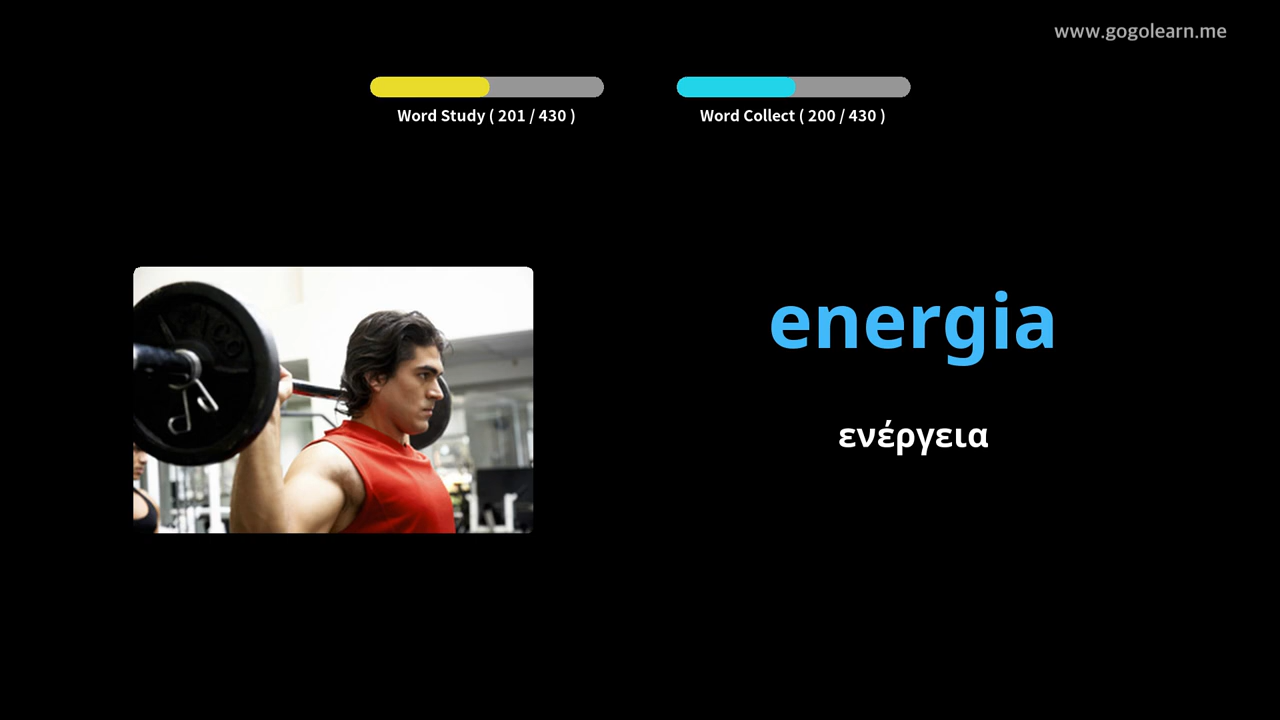 www.gogolearn.me
Word Study ( 201 / 430 )
Word Collect ( 200 / 430 )
energia
ενέργεια